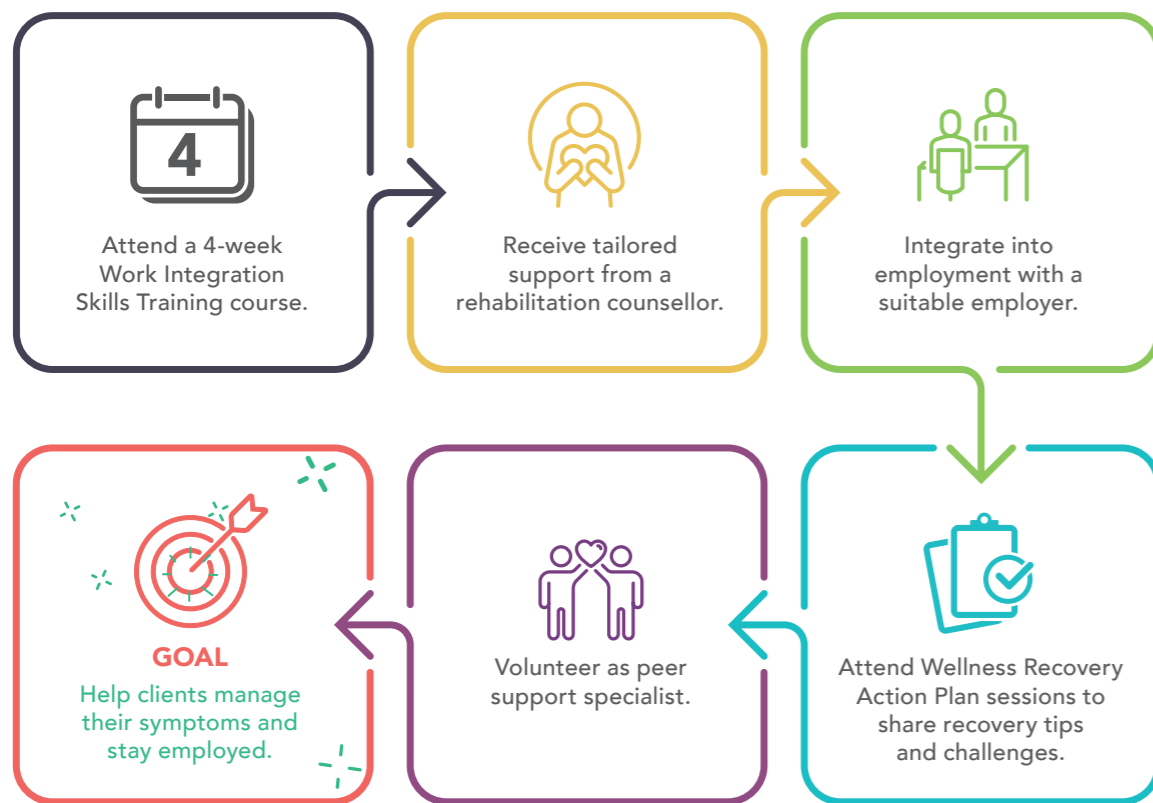 4
Attend a 4-week
Work Integration
Skills Training course.
Receive tailored
support from a
rehabilitation counsellor.
Integrate into
employment with a
suitable employer.
Attend Wellness Recovery
Action Plan sessions to
share recovery tips
and challenges.
Volunteer as peer
support specialist.
GOAL
Help clients manage
their symptoms and
stay employed.